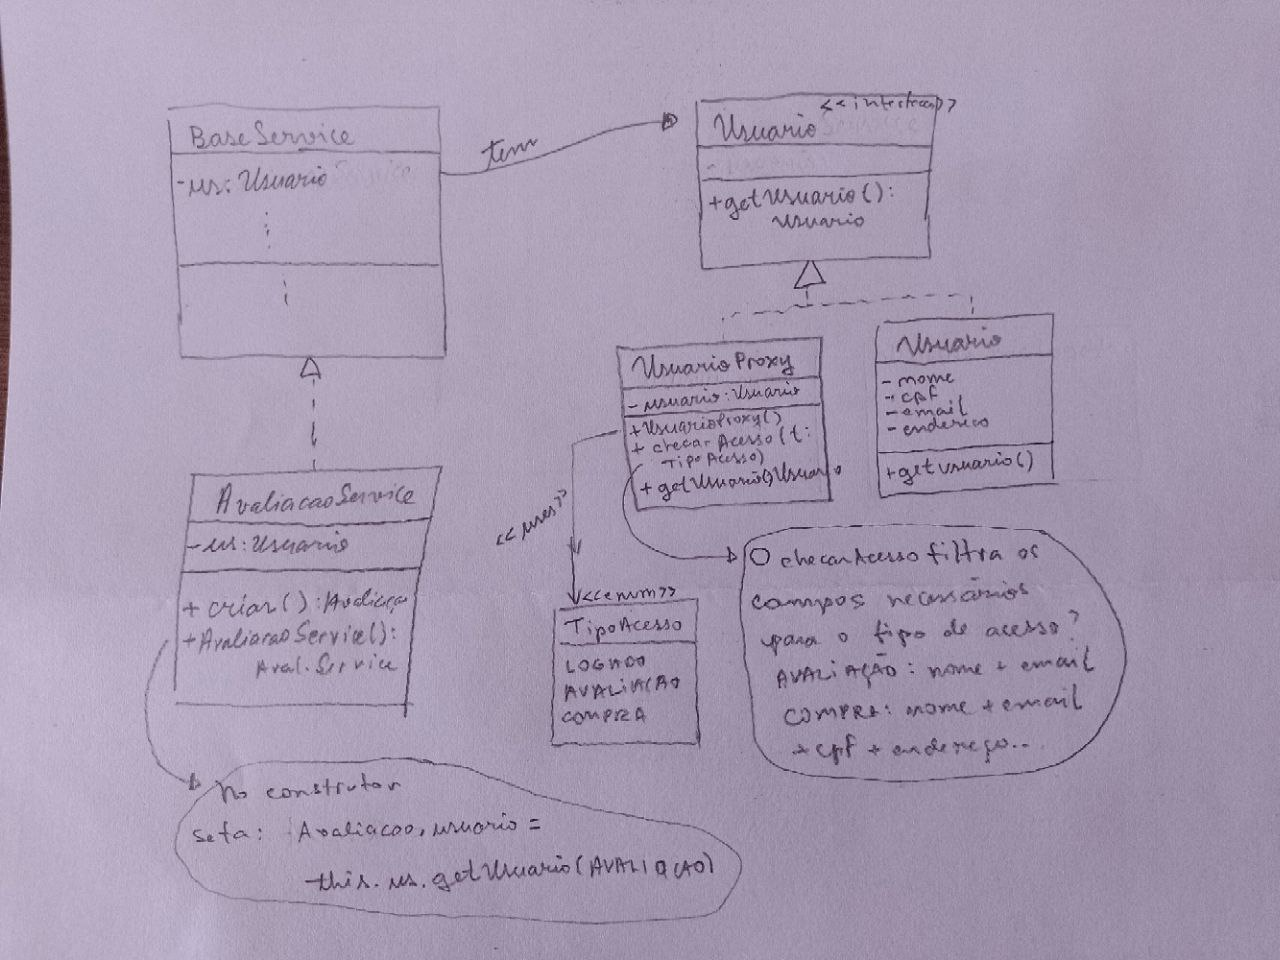 BaseService
- us: Usuario
tem
<<interface>>
Usuario
-
+ getUsuario():
Usuario
UsuarioProxy
- usuario: Usuario
+ UsuarioProxy()
+ checarAcesso(t:
TipoAcesso)
+ getUsuario():Usuario
Usuario
- nome
- cpf
- email
- endereco
+ getusuario()
AvaliacaoService
- us: Usuario
+ criar(): Avaliaçao
+ AvaliacaoService():
Aval.Service
<<uses>>
<<enum>>
TipoAcesso
LOGADO
AVALIACAO
COMPRA
O checarAcesso filtra os
campos necessários
para o tipo de acesso?
AVALIAÇÃO: nome + email
COMPRA: nome + email
+ cpf + endereço...
No construtor
seta: Avaliacao.usuario =
this.us.getUsuario(AVALIACAO)